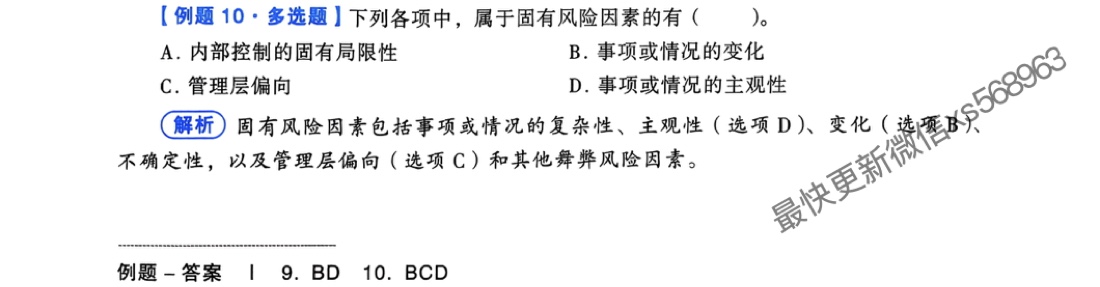 【例题 10·多选题】下列各项中，属于固有风险因素的有（　　）。
A. 内部控制的固有局限性　　B. 事项或情况的变化
C. 管理层偏向　　D. 事项或情况的主观性
解析 固有风险因素包括事项或情况的复杂性、主观性（选项 D）、变化（选项 B）、
不确定性，以及管理层偏向（选项 C）和其他舞弊风险因素。
最快更新微信xs568963
例题 – 答案 | 9. BD 10. BCD